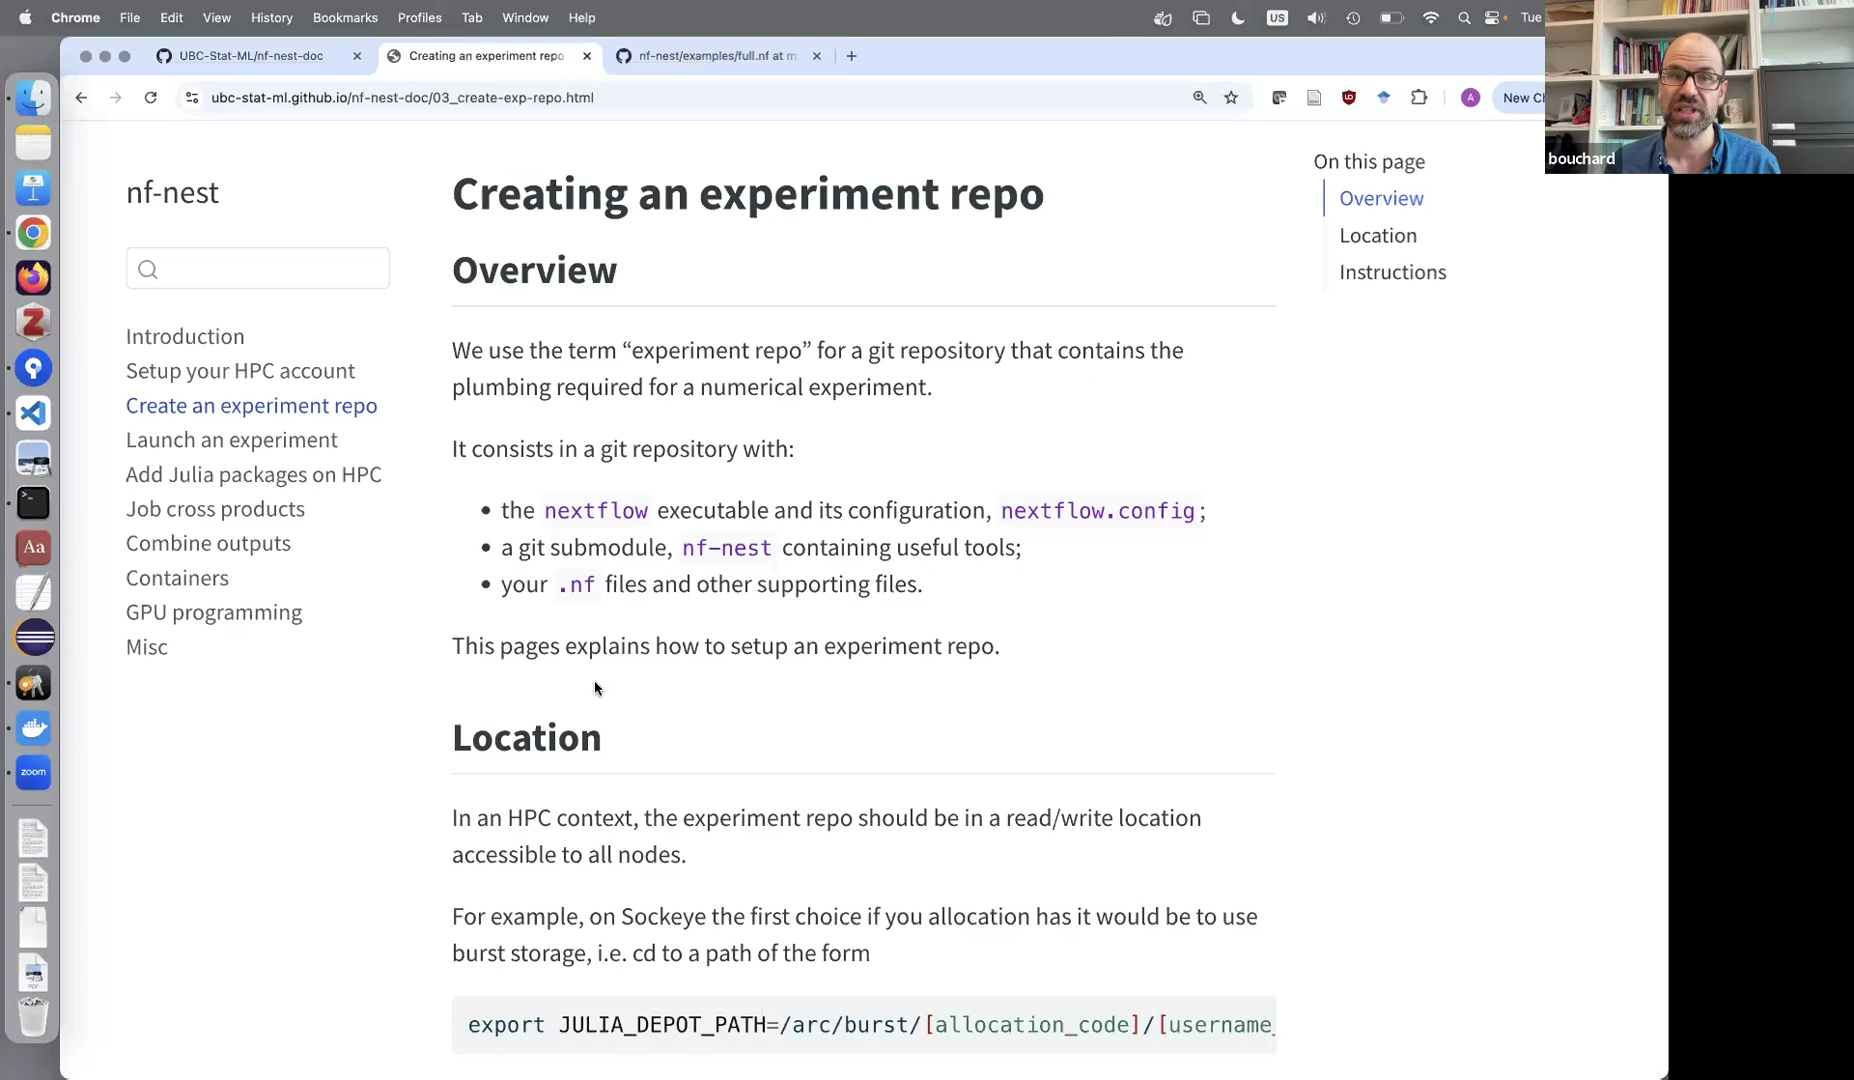 Chrome File Edit View History Bookmarks Profiles Tab Window Help US Tue
UBC-Stat-ML/nf-nest-doc
Creating an experiment repo
nf-nest/examples/full.nf at m
ubc-stat-ml.github.io/nf-nest-doc/03_create-exp-repo.html
A
New Ch
bouchard
nf-nest
Introduction
Setup your HPC account
Create an experiment repo
Launch an experiment
Add Julia packages on HPC
Job cross products
Combine outputs
Containers
GPU programming
Misc
Creating an experiment repo
Overview
We use the term “experiment repo” for a git repository that contains the
plumbing required for a numerical experiment.
It consists in a git repository with:
• the nextflow executable and its configuration, nextflow.config;
• a git submodule, nf-nest containing useful tools;
• your .nf files and other supporting files.
This pages explains how to setup an experiment repo.
Location
In an HPC context, the experiment repo should be in a read/write location
accessible to all nodes.
For example, on Sockeye the first choice if you allocation has it would be to use
burst storage, i.e. cd to a path of the form
export JULIA_DEPOT_PATH=/arc/burst/[allocation_code]/[username_
On this page
Overview
Location
Instructions
Z
Aa
zoom
PDF